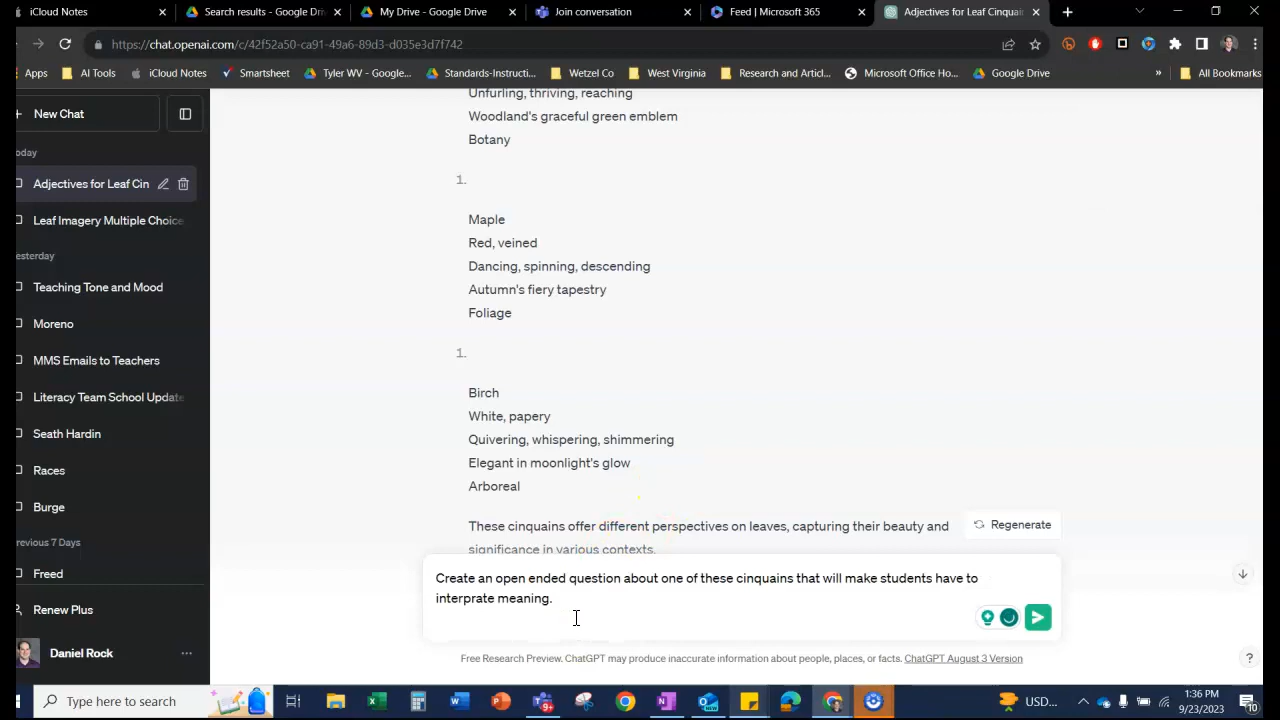 iCloud
Search results - Google Driv
My Drive - Google Drive
Join conversation
Feed | Microsoft 365
Adjectives for Leaf Cinquai
https://chat.openai.com/c/42f52a50-ca91-49a6-89d3-d035e3d7f742
Apps
AI Tools
iCloud Notes
Smartsheet
Tyler WV - Google...
Standards-Instructi...
Wetzel Co
West Virginia
Research and Articl...
Microsoft Office Ho...
Google Drive
»
All Bookmarks
New Chat
oday
Adjectives for Leaf Cin
Leaf Imagery Multiple Choice
esterday
Teaching Tone and Mood
Moreno
MMS Emails to Teachers
Literacy Team School Update
Seath Hardin
Races
Burge
Previous 7 Days
Freed
Renew Plus
Daniel Rock
...
Unfurling, thriving, reaching
Woodland's graceful green emblem
Botany
1.
Maple
Red, veined
Dancing, spinning, descending
Autumn's fiery tapestry
Foliage
1.
Birch
White, papery
Quivering, whispering, shimmering
Elegant in moonlight's glow
Arboreal
These cinquains offer different perspectives on leaves, capturing their beauty and
significance in various contexts.
Regenerate
Create an open ended question about one of these cinquains that will make students have to
interprate meaning.
Free Research Preview. ChatGPT may produce inaccurate information about people, places, or facts. ChatGPT August 3 Version
?
Type here to search
USD...
1:36 PM
9/23/2023